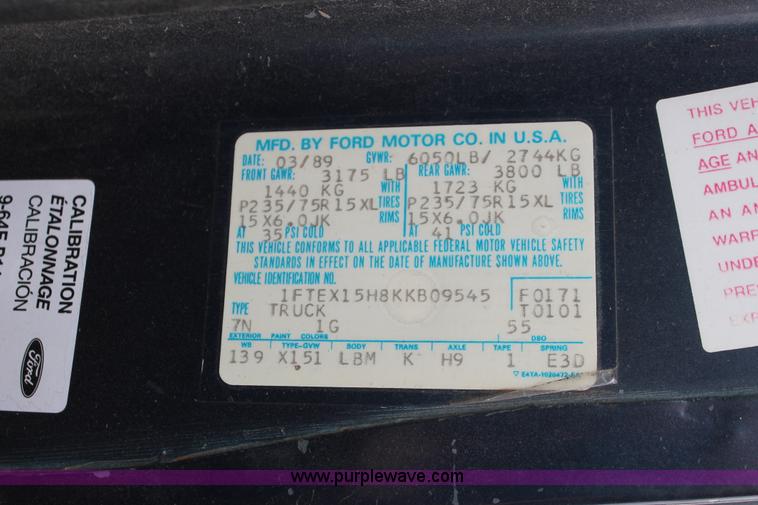 MFD. BY FORD MOTOR CO. IN U.S.A.
DATE: 03/89 GVWR: 6050LB/ 2744KG
FRONT GAWR: 3175 LB REAR GAWR: 3800 LB
1440 KG WITH 1723 KG WITH
P235/75R15XL TIRES P235/75R15XL TIRES
15X6.0JK RIMS 15X6.0JK RIMS
AT 35 PSI COLD AT 41 PSI COLD
THIS VEHICLE CONFORMS TO ALL APPLICABLE FEDERAL MOTOR VEHICLE SAFETY
STANDARDS IN EFFECT ON THE DATE OF MANUFACTURE SHOWN ABOVE.
VEHICLE IDENTIFICATION NO.
1FTEX15H8KKB09545 F0171
TYPE TRUCK T0101
7N 1G 55
EXTERIOR PAINT COLORS DSO
WB TYPE-GVW BODY TRANS AXLE TAPE SPRING
139 X151 LBM K H9 1 E3D
CALIBRATION
ÉTALONNAGE
CALIBRACIÓN
Ford
THIS VEH
FORD A
AGE AN
AMBUL
AN AN
WARR
UNDE
PRE
www.purplewave.com